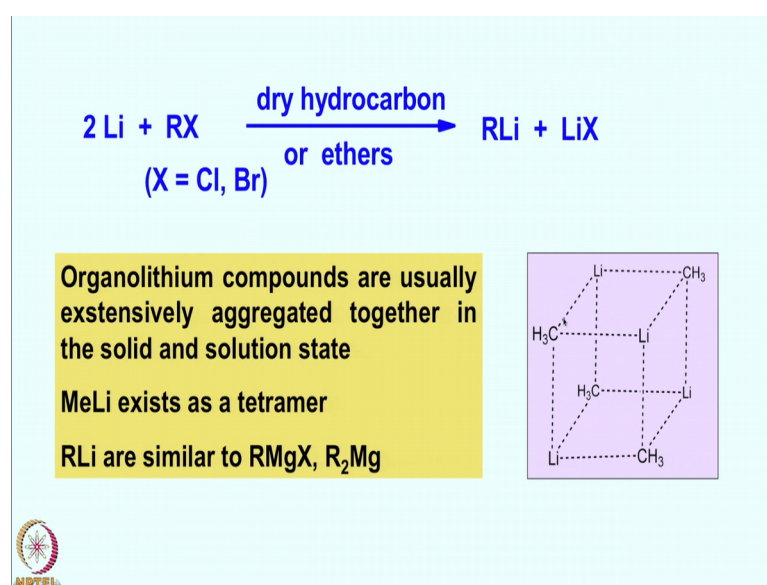 dry hydrocarbon
2 Li + RX
RLi + LiX
or ethers
(X = Cl, Br)
Organolithium compounds are usually
exstensively aggregated together in
the solid and solution state
MeLi exists as a tetramer
RLi are similar to RMgX, R₂Mg
Li
CH₃
H₃C
Li
H₃C
Li
Li
CH₃
NPTEL